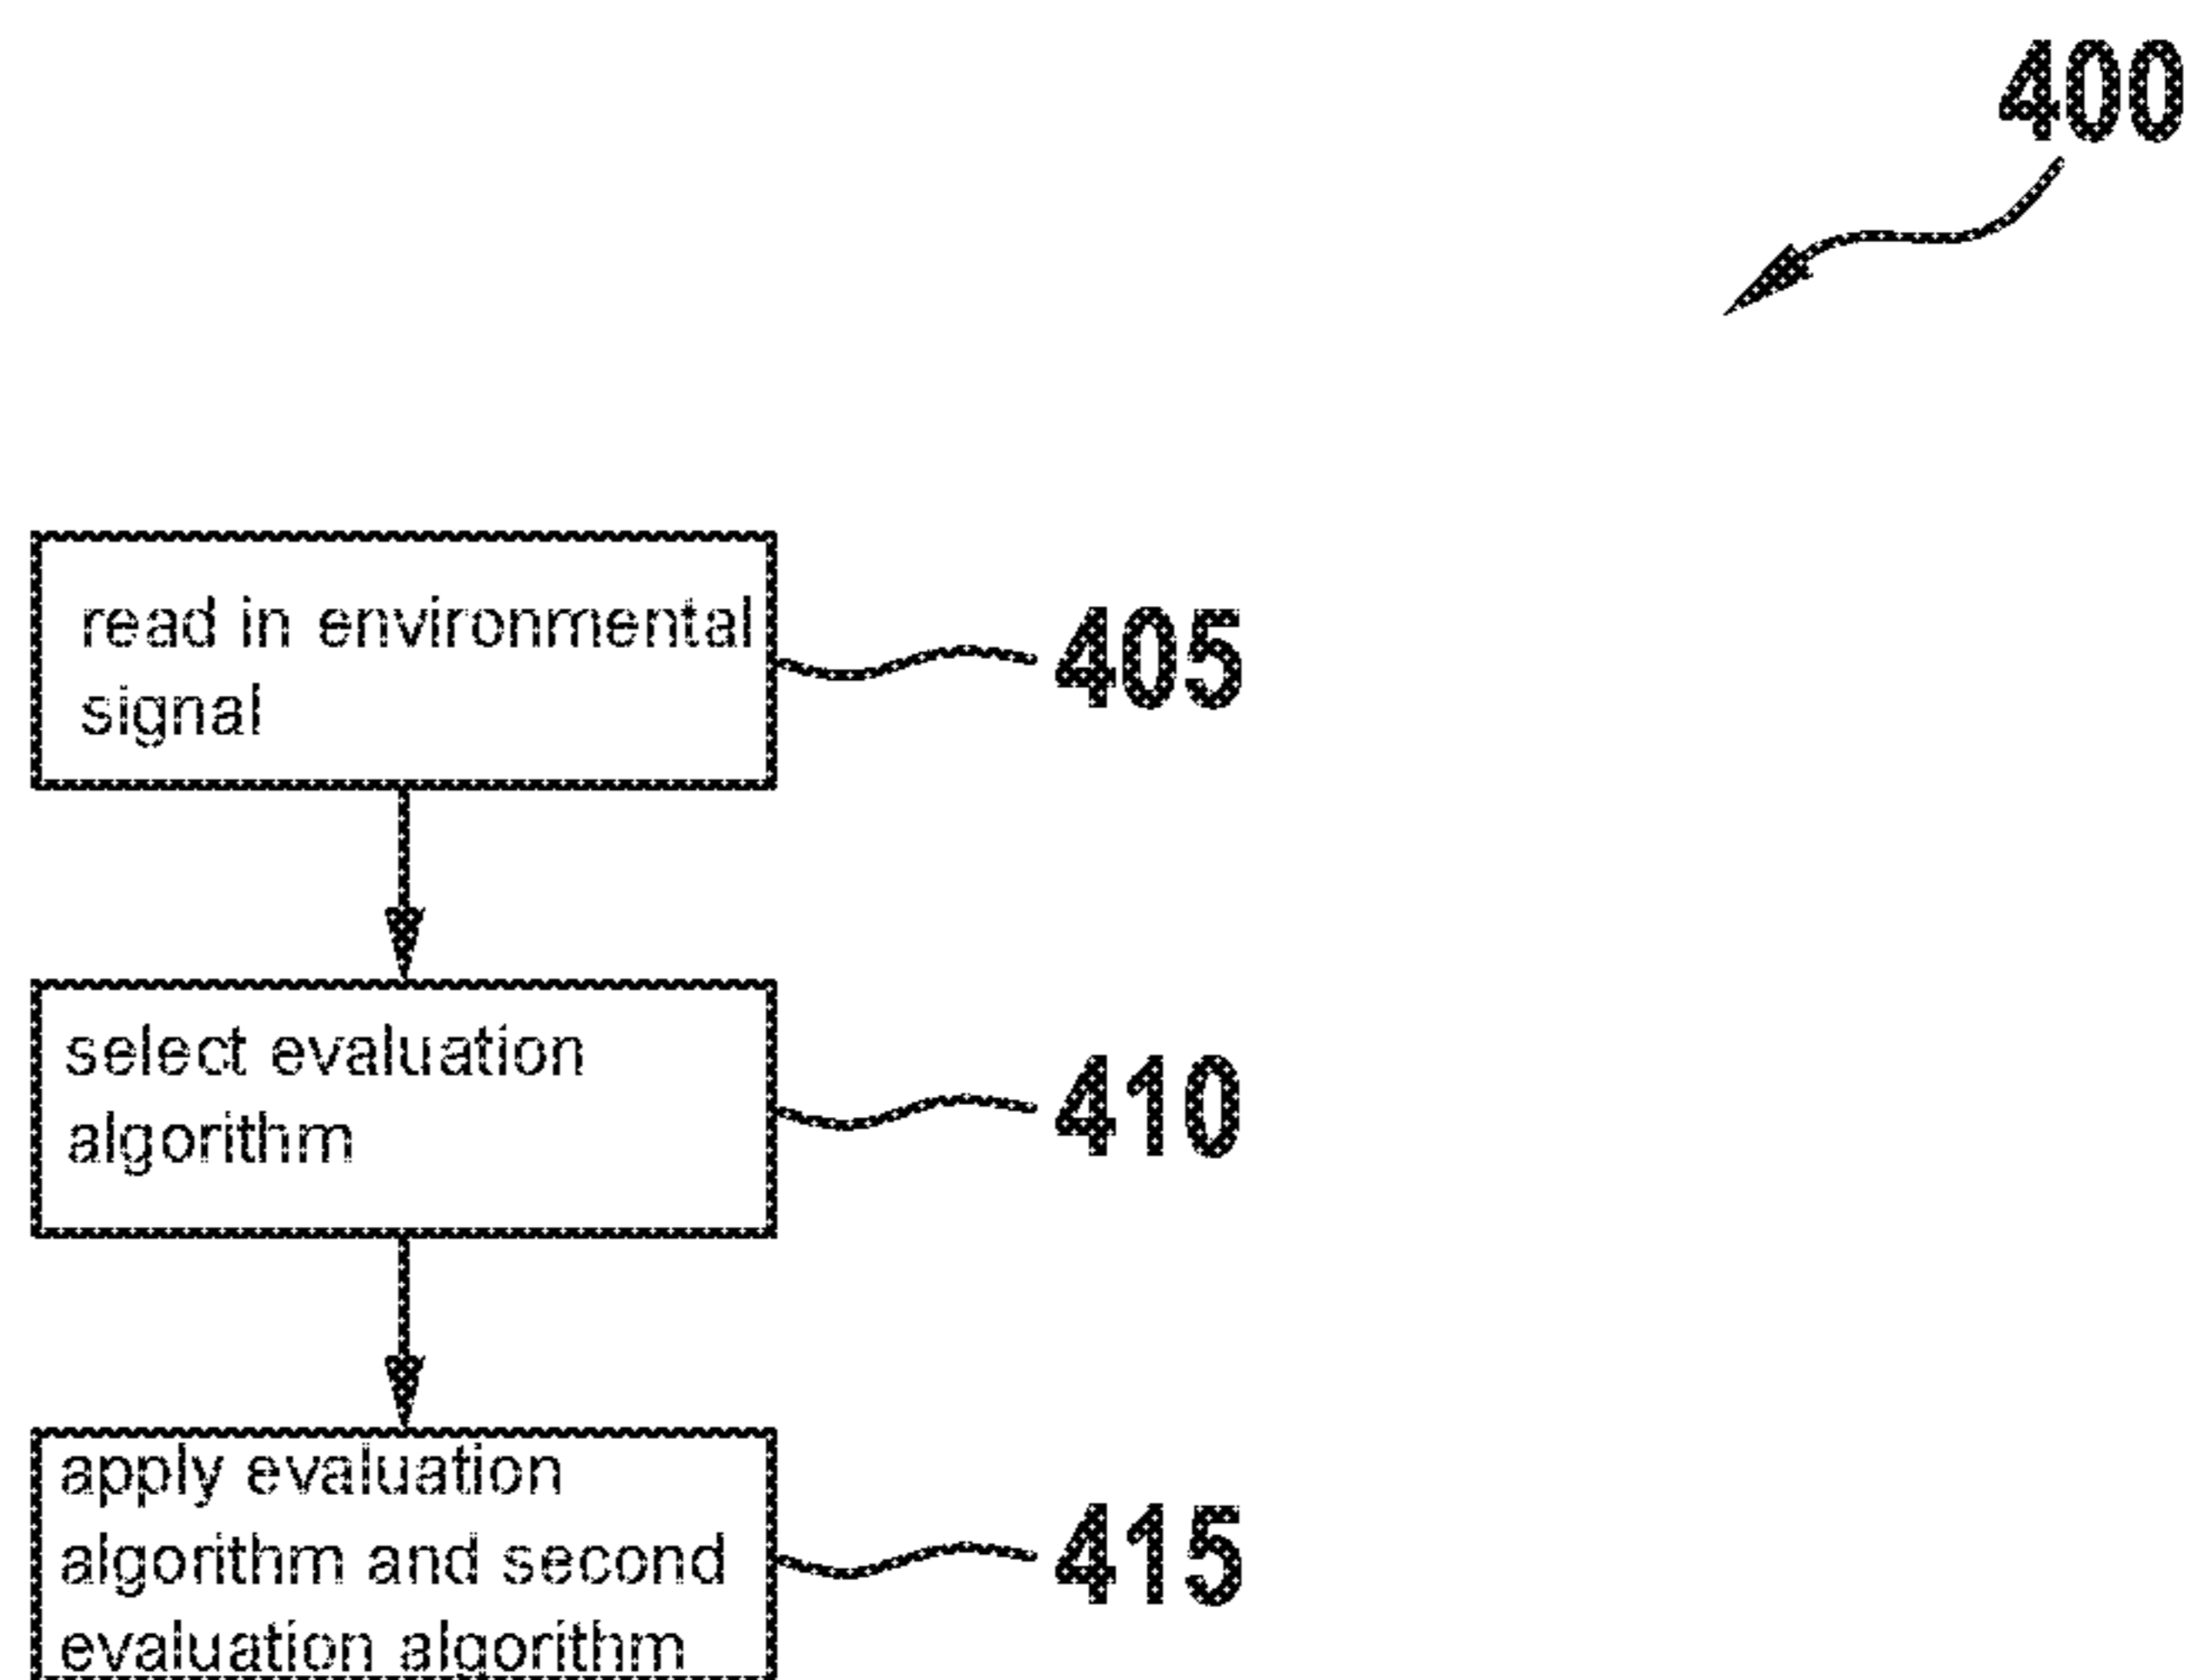 400
read in environmental
signal
405
select evaluation
algorithm
410
apply evaluation
algorithm and second
evaluation algorithm
415